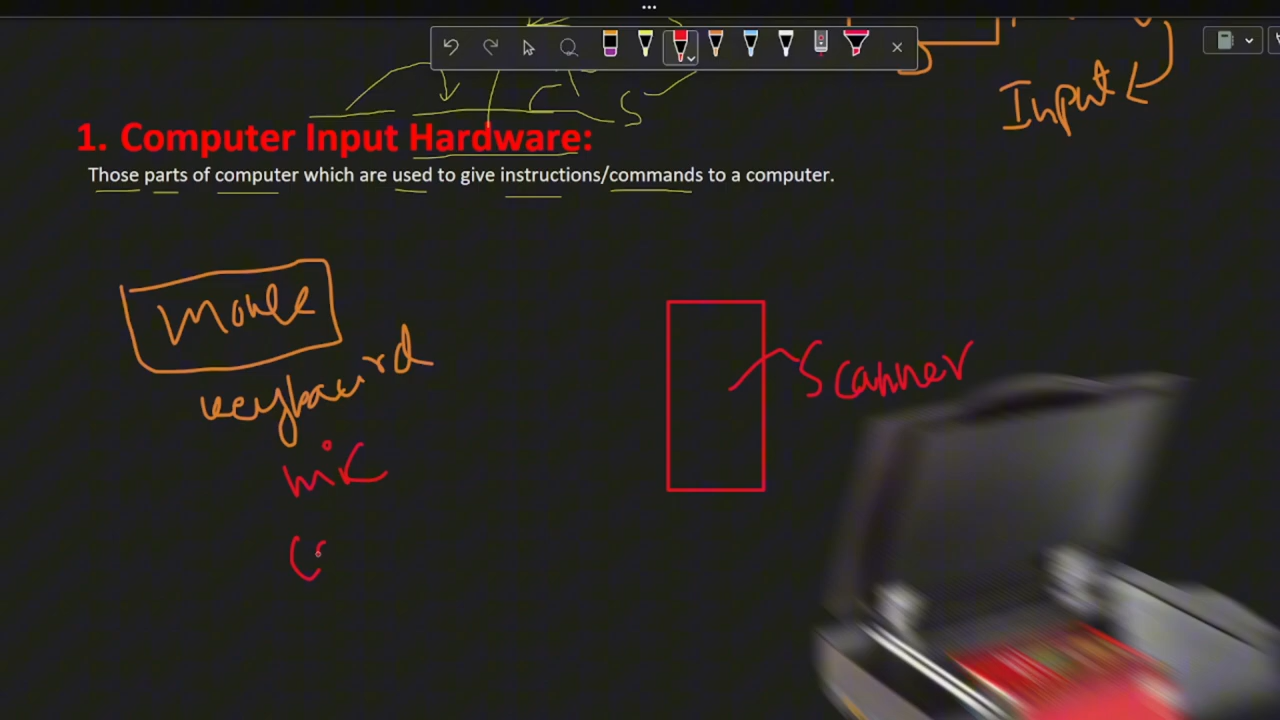 Input
1. Computer Input Hardware:
Those parts of computer which are used to give instructions/commands to a computer.
mouse
keyboard
mic
Scanner